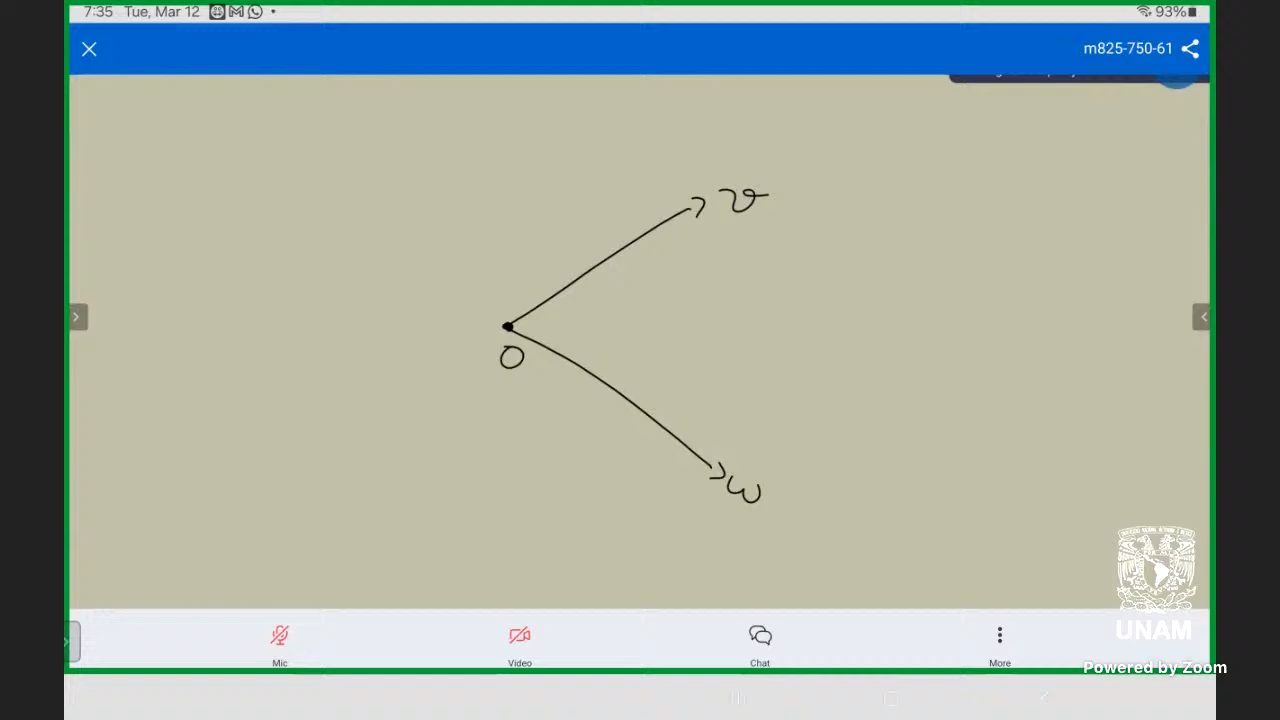 7:35 Tue, Mar 12
93%
m825-750-61
v
O
w
Mic
Video
Chat
More
UNAM
Powered by Zoom